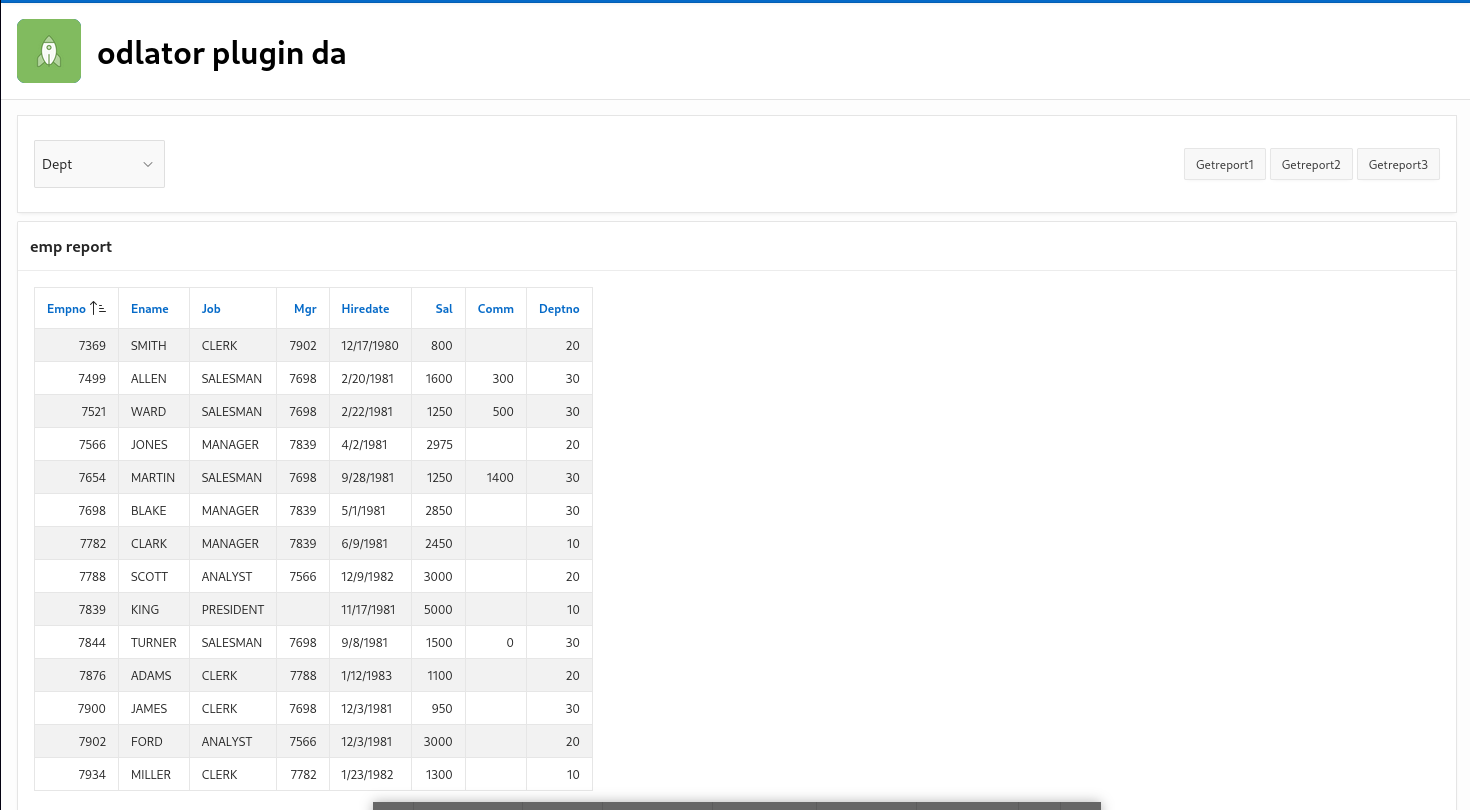 odlator plugin da
Dept
Getreport1 Getreport2 Getreport3
emp report
Empno Ename Job Mgr Hiredate Sal Comm Deptno
7369 SMITH CLERK 7902 12/17/1980 800 20
7499 ALLEN SALESMAN 7698 2/20/1981 1600 300 30
7521 WARD SALESMAN 7698 2/22/1981 1250 500 30
7566 JONES MANAGER 7839 4/2/1981 2975 20
7654 MARTIN SALESMAN 7698 9/28/1981 1250 1400 30
7698 BLAKE MANAGER 7839 5/1/1981 2850 30
7782 CLARK MANAGER 7839 6/9/1981 2450 10
7788 SCOTT ANALYST 7566 12/9/1982 3000 20
7839 KING PRESIDENT 11/17/1981 5000 10
7844 TURNER SALESMAN 7698 9/8/1981 1500 0 30
7876 ADAMS CLERK 7788 1/12/1983 1100 20
7900 JAMES CLERK 7698 12/3/1981 950 30
7902 FORD ANALYST 7566 12/3/1981 3000 20
7934 MILLER CLERK 7782 1/23/1982 1300 10